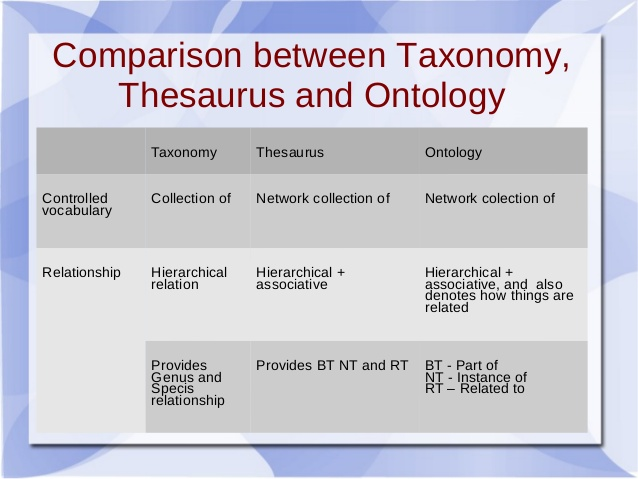 Comparison between Taxonomy,
Thesaurus and Ontology
Taxonomy
Thesaurus
Ontology
Controlled
vocabulary
Collection of
Network collection of
Network colection of
Relationship
Hierarchical
relation
Hierarchical +
associative
Hierarchical +
associative, and also
denotes how things are
related
Provides
Genus and
Specis
relationship
Provides BT NT and RT
BT - Part of
NT - Instance of
RT – Related to